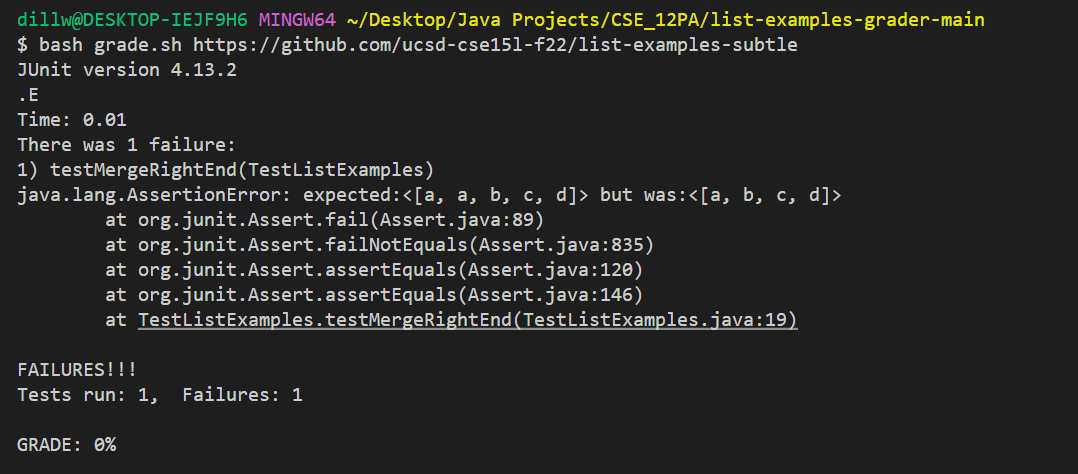 dillw@DESKTOP-IEJF9H6 MINGW64 ~/Desktop/Java Projects/CSE_12PA/list-examples-grader-main
$ bash grade.sh https://github.com/ucsd-cse15l-f22/list-examples-subtle
JUnit version 4.13.2
.E
Time: 0.01
There was 1 failure:
1) testMergeRightEnd(TestListExamples)
java.lang.AssertionError: expected:<[a, a, b, c, d]> but was:<[a, b, c, d]>
        at org.junit.Assert.fail(Assert.java:89)
        at org.junit.Assert.failNotEquals(Assert.java:835)
        at org.junit.Assert.assertEquals(Assert.java:120)
        at org.junit.Assert.assertEquals(Assert.java:146)
        at TestListExamples.testMergeRightEnd(TestListExamples.java:19)

FAILURES!!!
Tests run: 1,  Failures: 1

GRADE: 0%